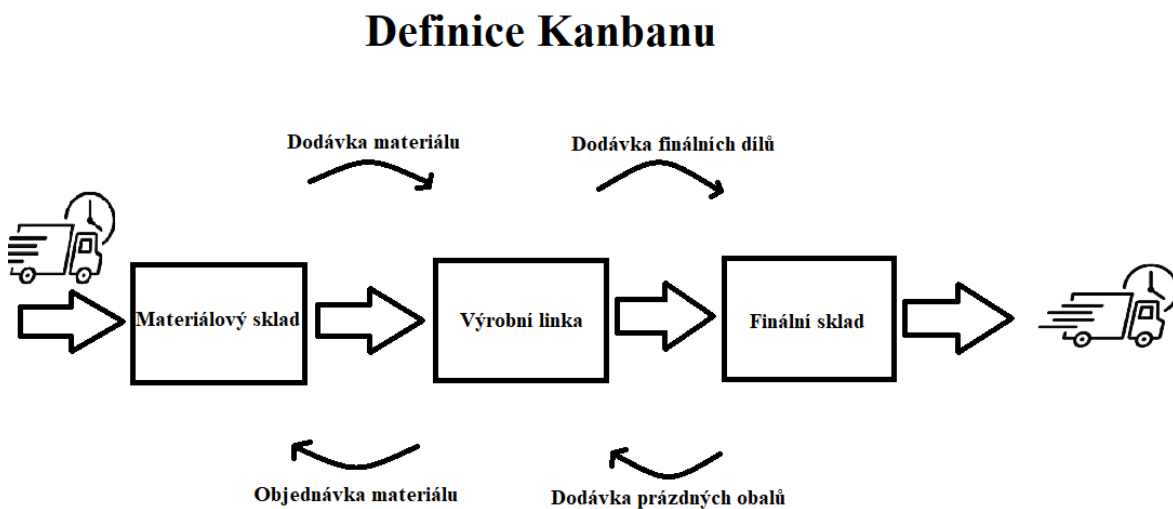 Definice Kanbanu
Dodávka materiálu
Dodávka finálních dílů
Materiálový sklad
Výrobní linka
Finální sklad
Objednávka materiálu
Dodávka prázdných obalů